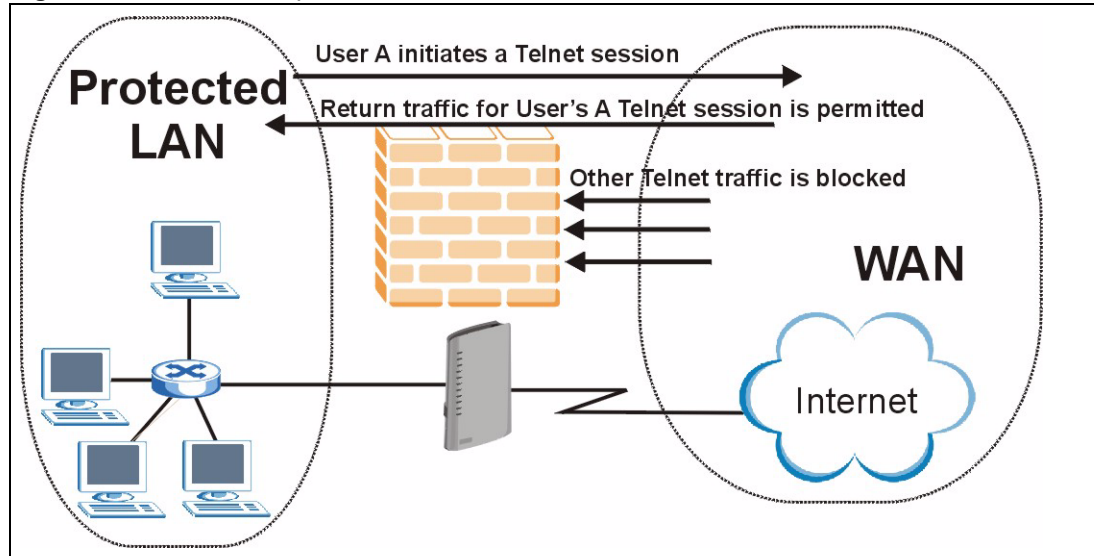 User A initiates a Telnet session
Protected
LAN
Return traffic for User's A Telnet session is permitted
Other Telnet traffic is blocked
WAN
Internet